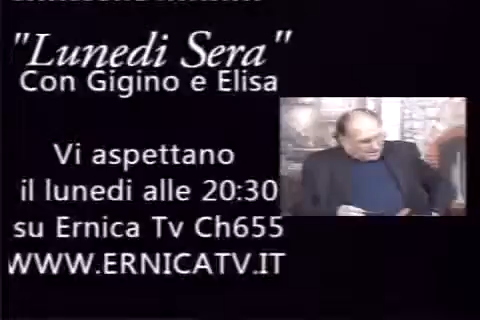 "Lunedi Sera"
Con Gigino e Elisa
Vi aspettano
il lunedi alle 20:30
su Ernica Tv Ch655
WWW.ERNICATV.IT